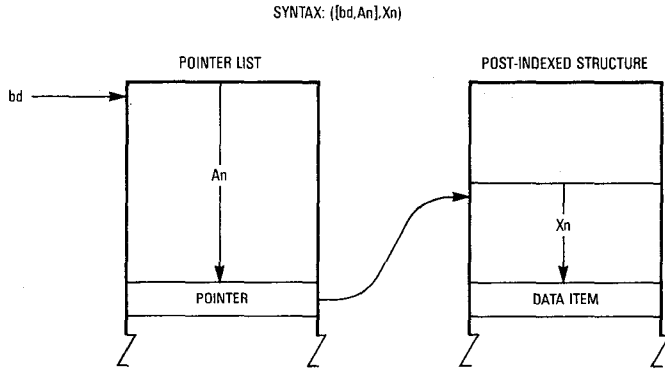 SYNTAX: ([bd,An],Xn)
POINTER LIST
POST-INDEXED STRUCTURE
bd
An
Xn
POINTER
DATA ITEM